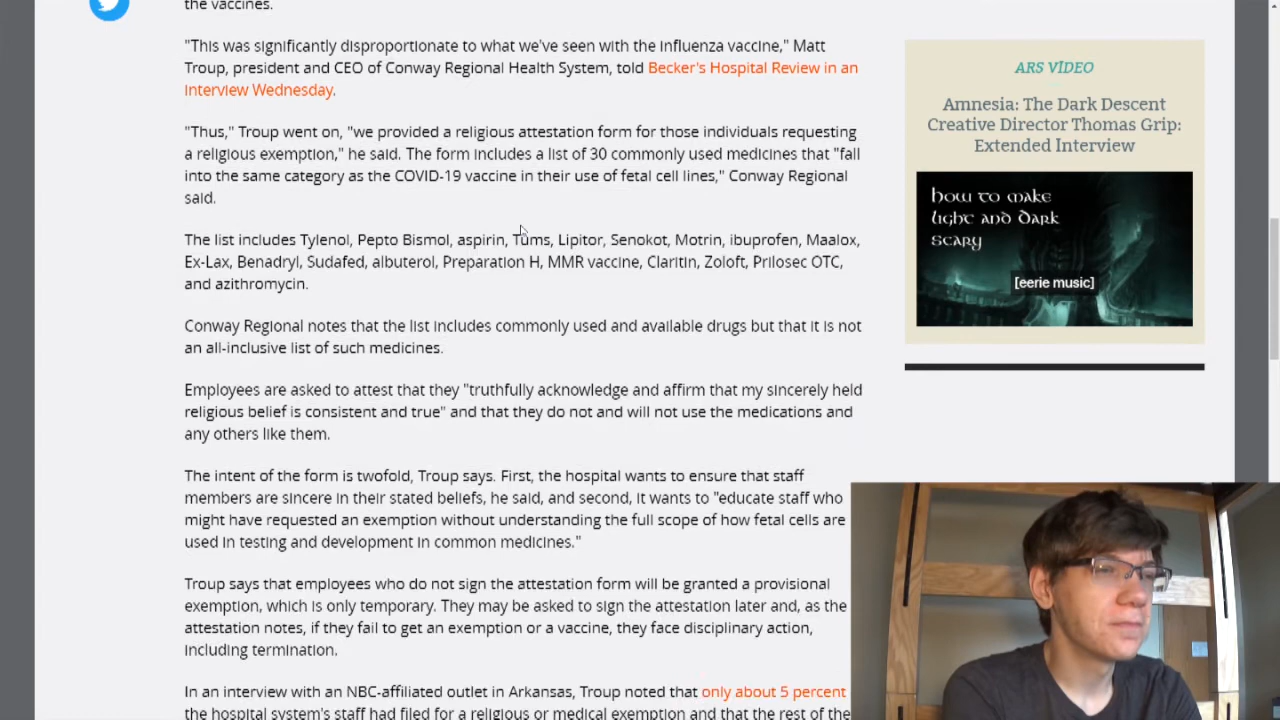 the vaccines.
"This was significantly disproportionate to what we've seen with the influenza vaccine," Matt
Troup, president and CEO of Conway Regional Health System, told Becker's Hospital Review in an
interview Wednesday.
"Thus," Troup went on, "we provided a religious attestation form for those individuals requesting
a religious exemption," he said. The form includes a list of 30 commonly used medicines that "fall
into the same category as the COVID-19 vaccine in their use of fetal cell lines," Conway Regional
said.
The list includes Tylenol, Pepto Bismol, aspirin, Tums, Lipitor, Senokot, Motrin, ibuprofen, Maalox,
Ex-Lax, Benadryl, Sudafed, albuterol, Preparation H, MMR vaccine, Claritin, Zoloft, Prilosec OTC,
and azithromycin.
Conway Regional notes that the list includes commonly used and available drugs but that it is not
an all-inclusive list of such medicines.
Employees are asked to attest that they "truthfully acknowledge and affirm that my sincerely held
religious belief is consistent and true" and that they do not and will not use the medications and
any others like them.
The intent of the form is twofold, Troup says. First, the hospital wants to ensure that staff
members are sincere in their stated beliefs, he said, and second, it wants to "educate staff who
might have requested an exemption without understanding the full scope of how fetal cells are
used in testing and development in common medicines."
Troup says that employees who do not sign the attestation form will be granted a provisional
exemption, which is only temporary. They may be asked to sign the attestation later and, as the
attestation notes, if they fail to get an exemption or a vaccine, they face disciplinary action,
including termination.
In an interview with an NBC-affiliated outlet in Arkansas, Troup noted that only about 5 percent
the hospital system's staff had filed for a religious or medical exemption and that the rest of the
ARS VIDEO
Amnesia: The Dark Descent
Creative Director Thomas Grip:
Extended Interview
how to make
light and dark
scary
[eerie music]